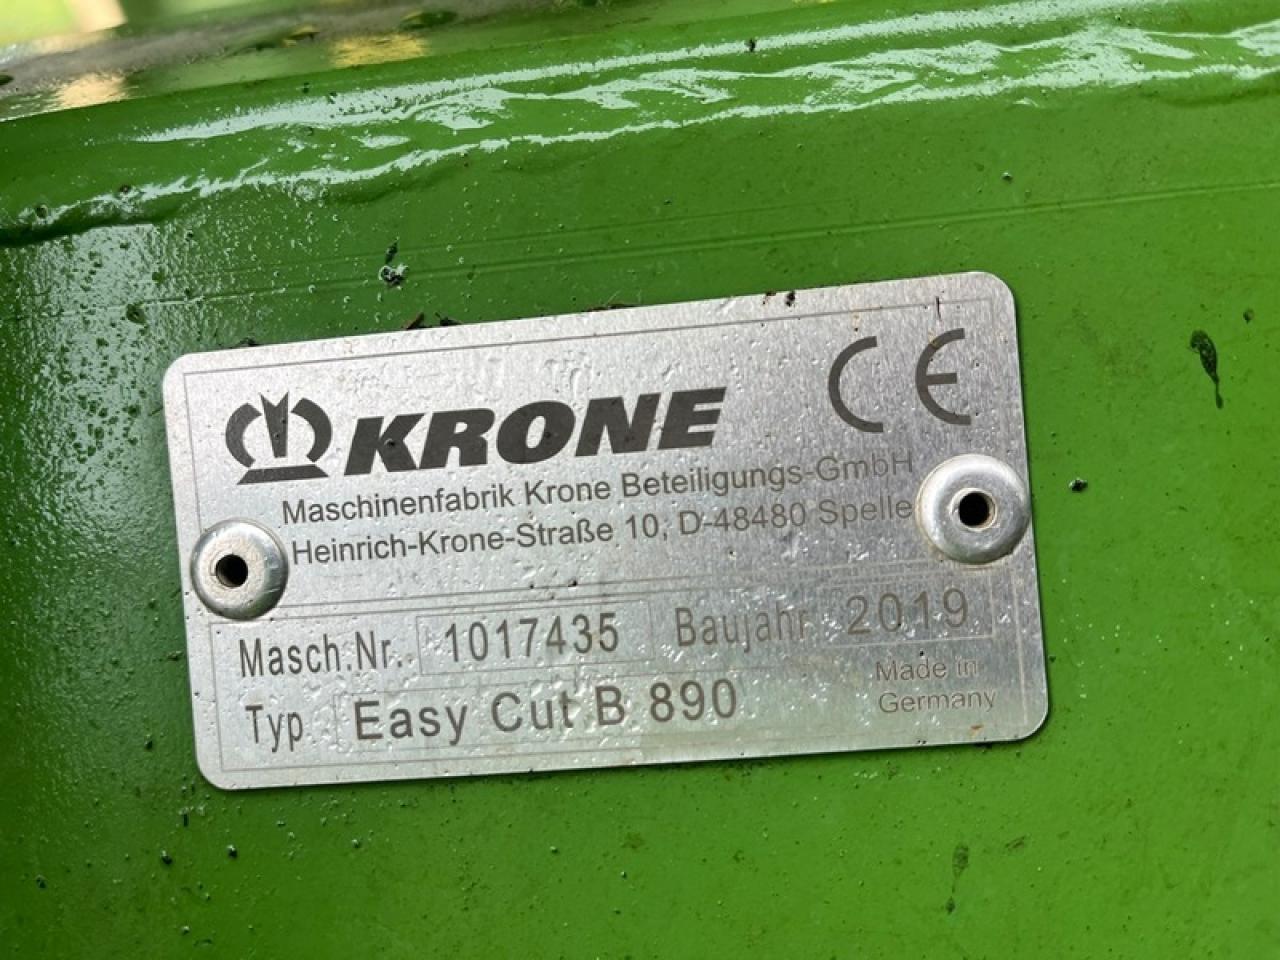 KRONE CE
Maschinenfabrik Krone Beteiligungs-GmbH
Heinrich-Krone-Straße 10, D-48480 Spelle
Masch.Nr.. 1017435 Baujahr 2019
Typ Easy Cut B 890
Made in
Germany